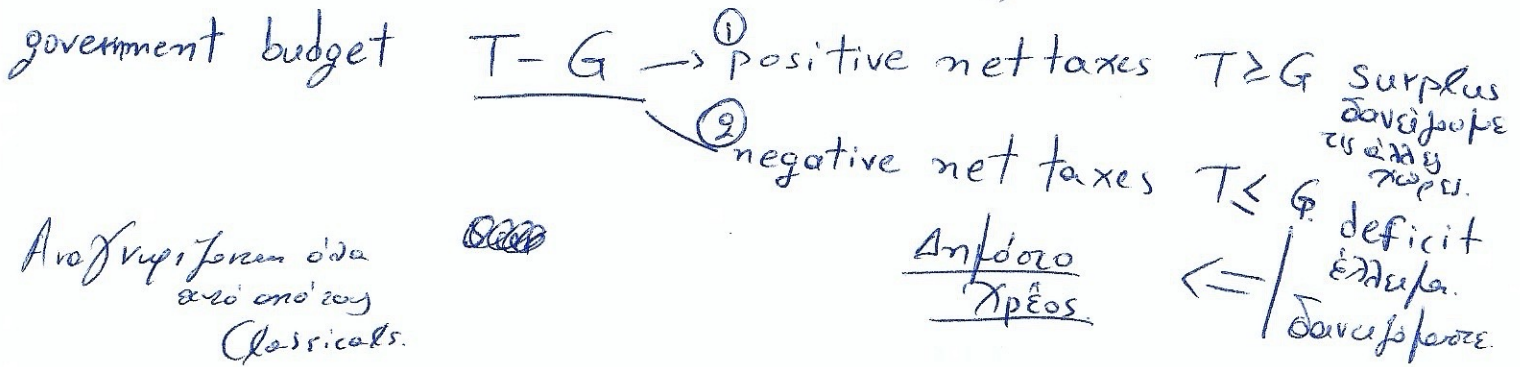 government budget T - G → ① positive net taxes T ≥ G surplus
δανείζουμε
τις άλλες
χώρες.
② negative net taxes T ≤ G deficit
έλλειμα.
δανειζόμαστε.
Δημόσιο <=
Χρέος.
Αναγνωρίζονται όλα
αυτά από τους
Classicals.